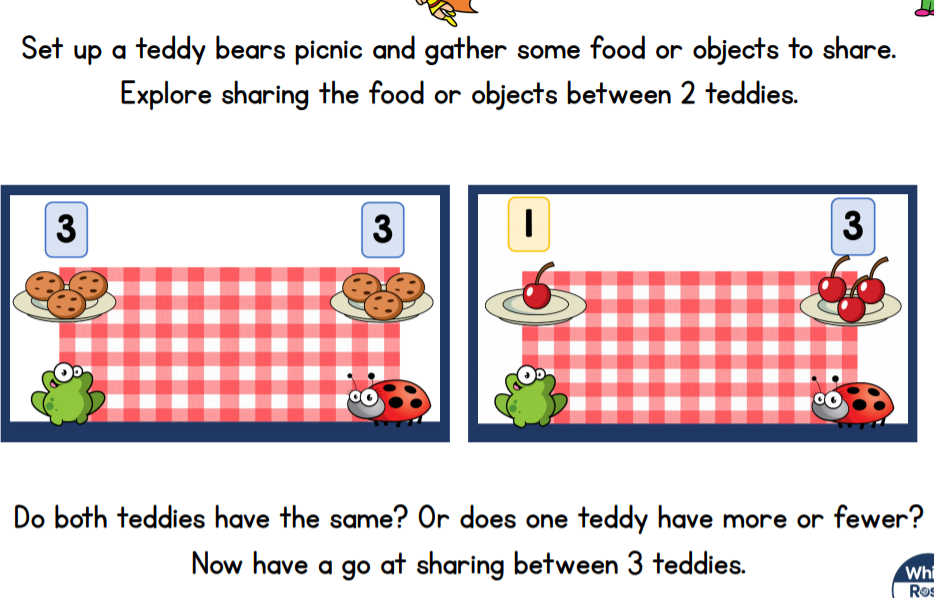 Set up a teddy bears picnic and gather some food or objects to share.
Explore sharing the food or objects between 2 teddies.
3 3 1 3
Do both teddies have the same? Or does one teddy have more or fewer?
Now have a go at sharing between 3 teddies.